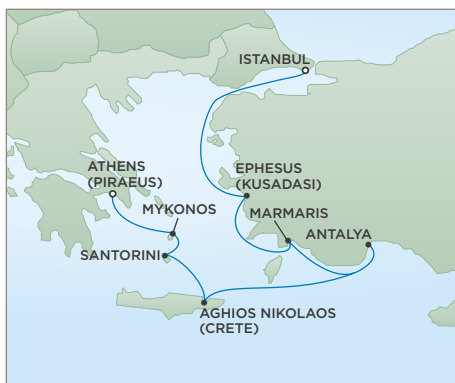 ISTANBUL
ATHENS
(PIRAEUS)
EPHESUS
(KUSADASI)
MYKONOS
MARMARIS
ANTALYA
SANTORINI
AGHIOS NIKOLAOS
(CRETE)